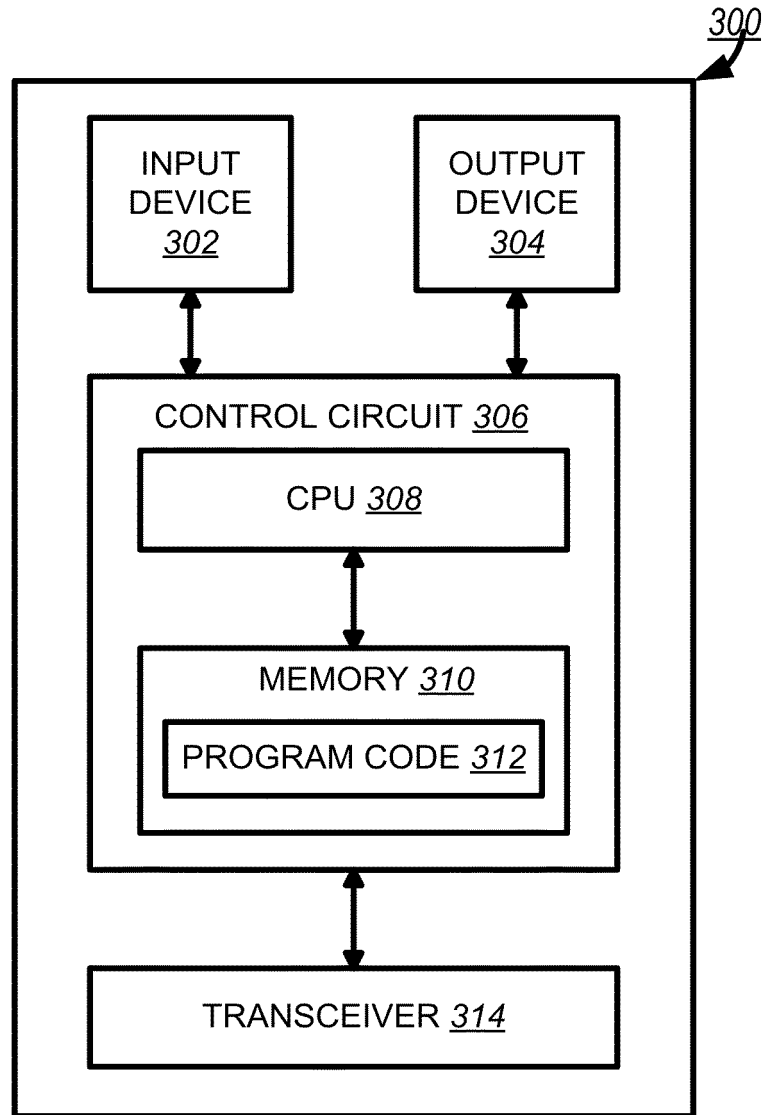 300
INPUT
DEVICE
302
OUTPUT
DEVICE
304
CONTROL CIRCUIT 306
CPU 308
MEMORY 310
PROGRAM CODE 312
TRANSCEIVER 314